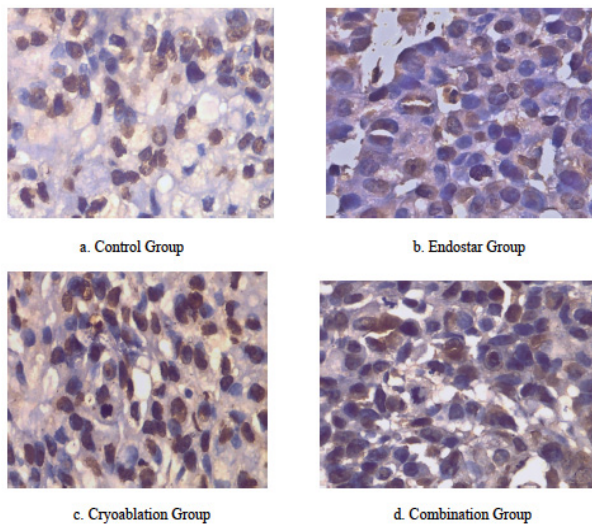 a. Control Group
b. Endostar Group
c. Cryoablation Group
d. Combination Group